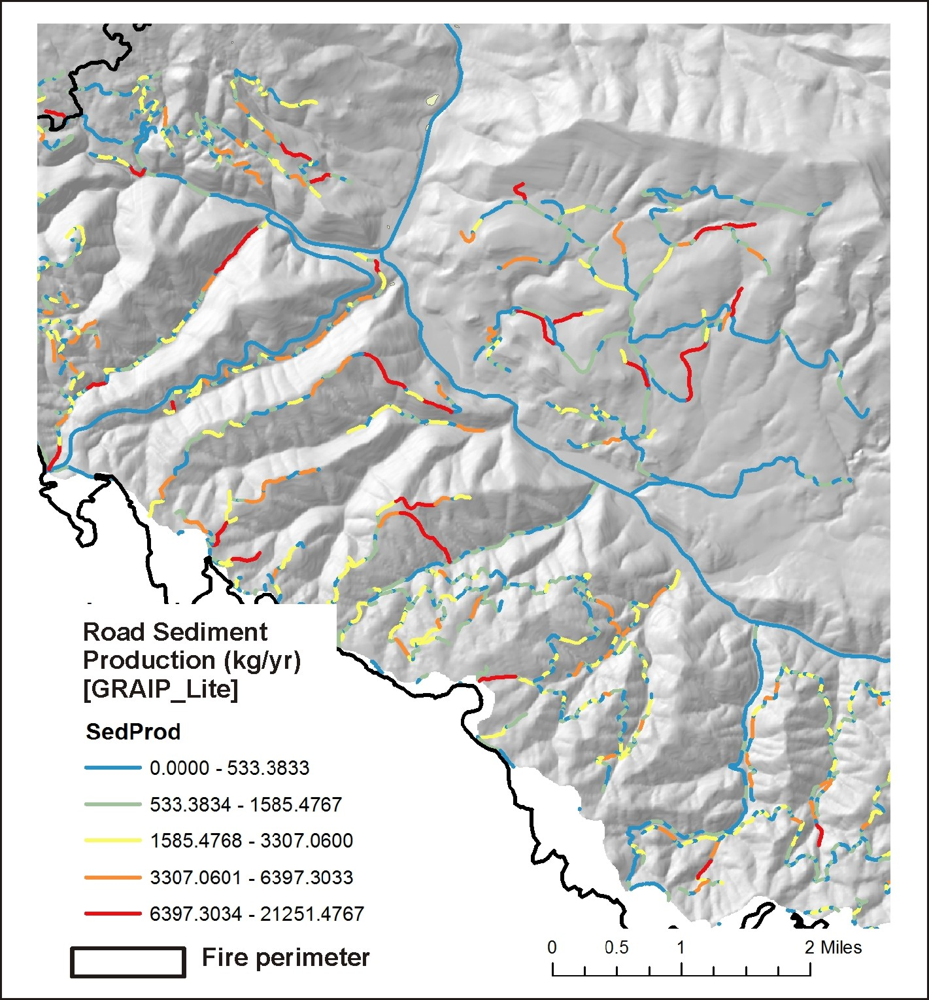 Road Sediment
Production (kg/yr)
[GRAIP_Lite]
SedProd
0.0000 - 533.3833
533.3834 - 1585.4767
1585.4768 - 3307.0600
3307.0601 - 6397.3033
6397.3034 - 21251.4767
Fire perimeter
0 0.5 1 2 Miles